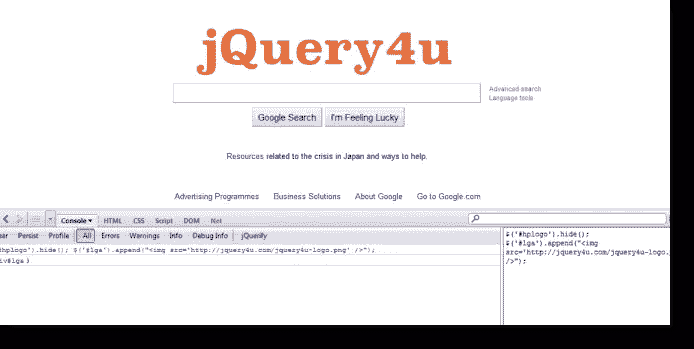 jQuery4u
Advanced search
Language tools
Google Search I'm Feeling Lucky
Resources related to the crisis in Japan and ways to help.
Advertising Programmes Business Solutions About Google Go to Google.com
Console HTML CSS Script DOM Net
Persist Profile All Errors Warnings Info Debug Info jQuerify
hplogo').hide(); $('#lga').append("<img src='http://jquery4u.com/jquery4u-logo.png' />");
iv#lga
$('#hplogo').hide();
$('#lga').append("<img
src='http://jquery4u.com/jquery4u-logo.
/>");